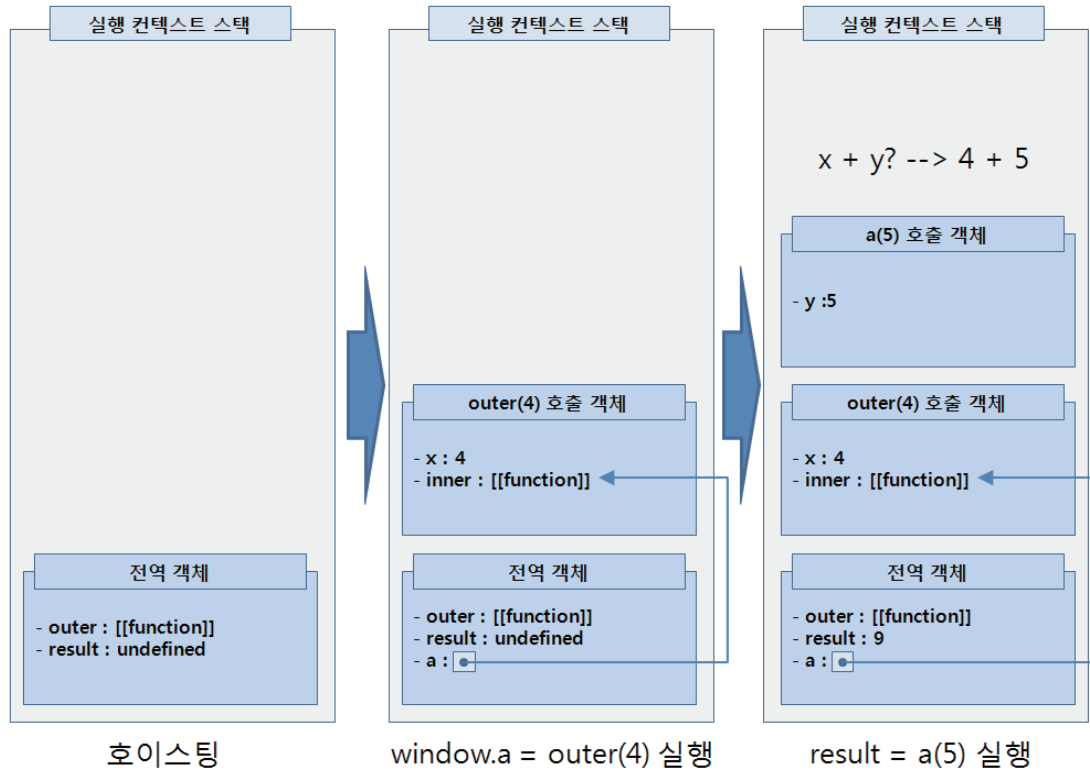 실행 컨텍스트 스택
전역 객체
- outer : [[function]]
- result : undefined
호이스팅
실행 컨텍스트 스택
outer(4) 호출 객체
- x : 4
- inner : [[function]]
전역 객체
- outer : [[function]]
- result : undefined
- a :
window.a = outer(4) 실행
실행 컨텍스트 스택
x + y? --> 4 + 5
a(5) 호출 객체
- y :5
outer(4) 호출 객체
- x : 4
- inner : [[function]]
전역 객체
- outer : [[function]]
- result : 9
- a :
result = a(5) 실행